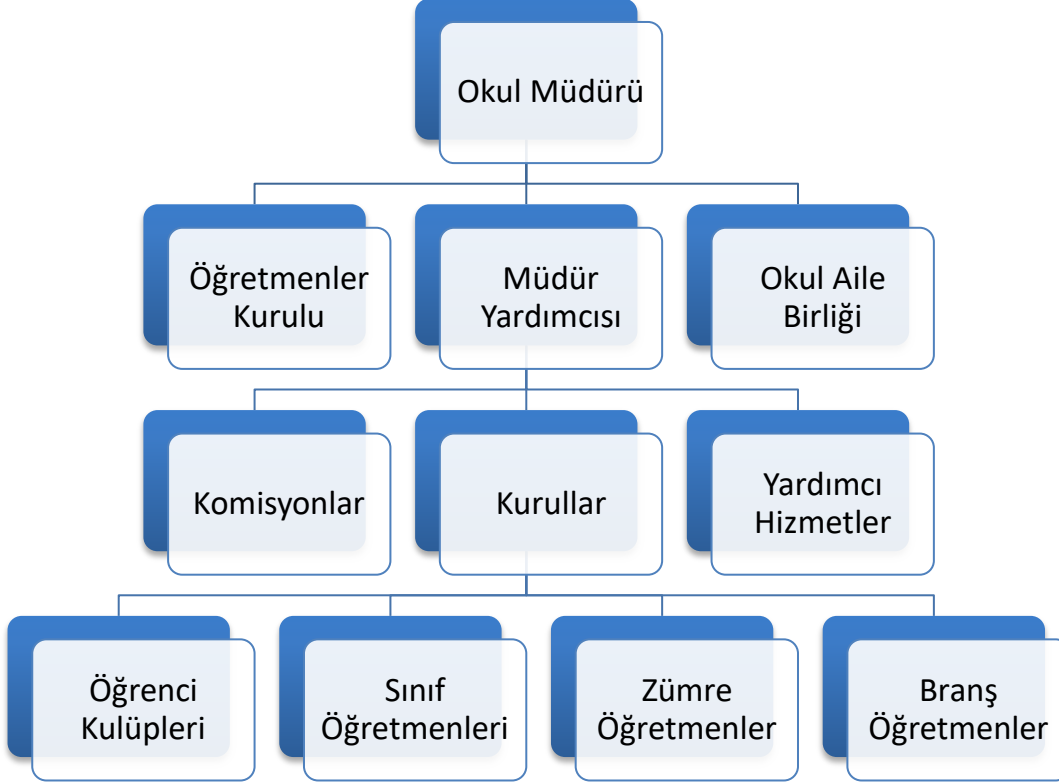 Okul Müdürü
Öğretmenler
Kurulu
Müdür
Yardımcısı
Okul Aile
Birliği
Komisyonlar
Kurullar
Yardımcı
Hizmetler
Öğrenci
Kulüpleri
Sınıf
Öğretmenleri
Zümre
Öğretmenler
Branş
Öğretmenler